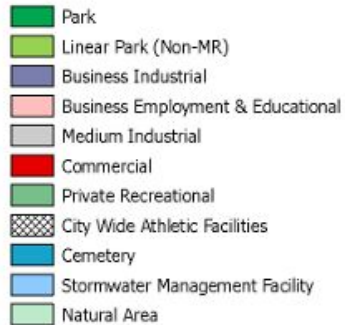 Park
Linear Park (Non-MR)
Business Industrial
Business Employment & Educational
Medium Industrial
Commercial
Private Recreational
City Wide Athletic Facilities
Cemetery
Stormwater Management Facility
Natural Area